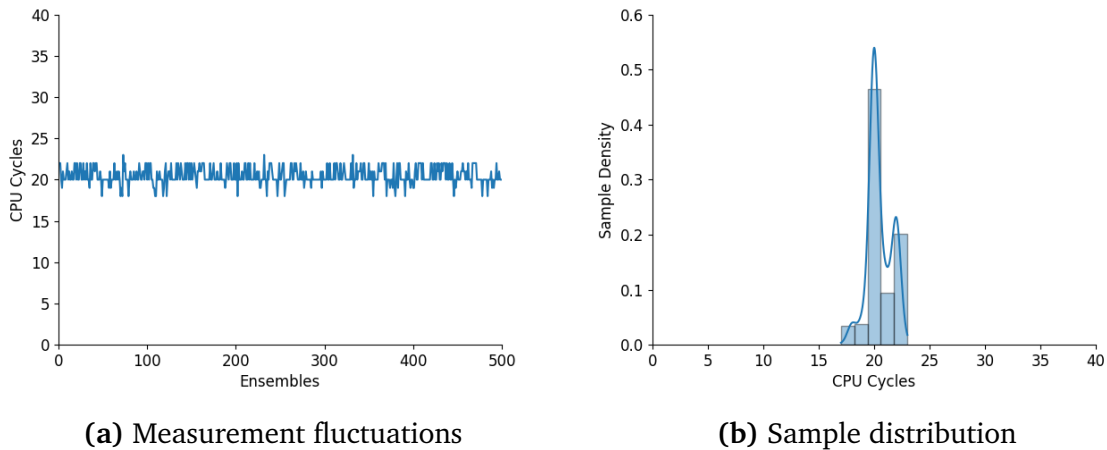 40
35
30
25
20
15
10
5
0
CPU Cycles
0 100 200 300 400 500
Ensembles
(a) Measurement fluctuations
0.6
0.5
0.4
0.3
0.2
0.1
0.0
Sample Density
0 5 10 15 20 25 30 35 40
CPU Cycles
(b) Sample distribution